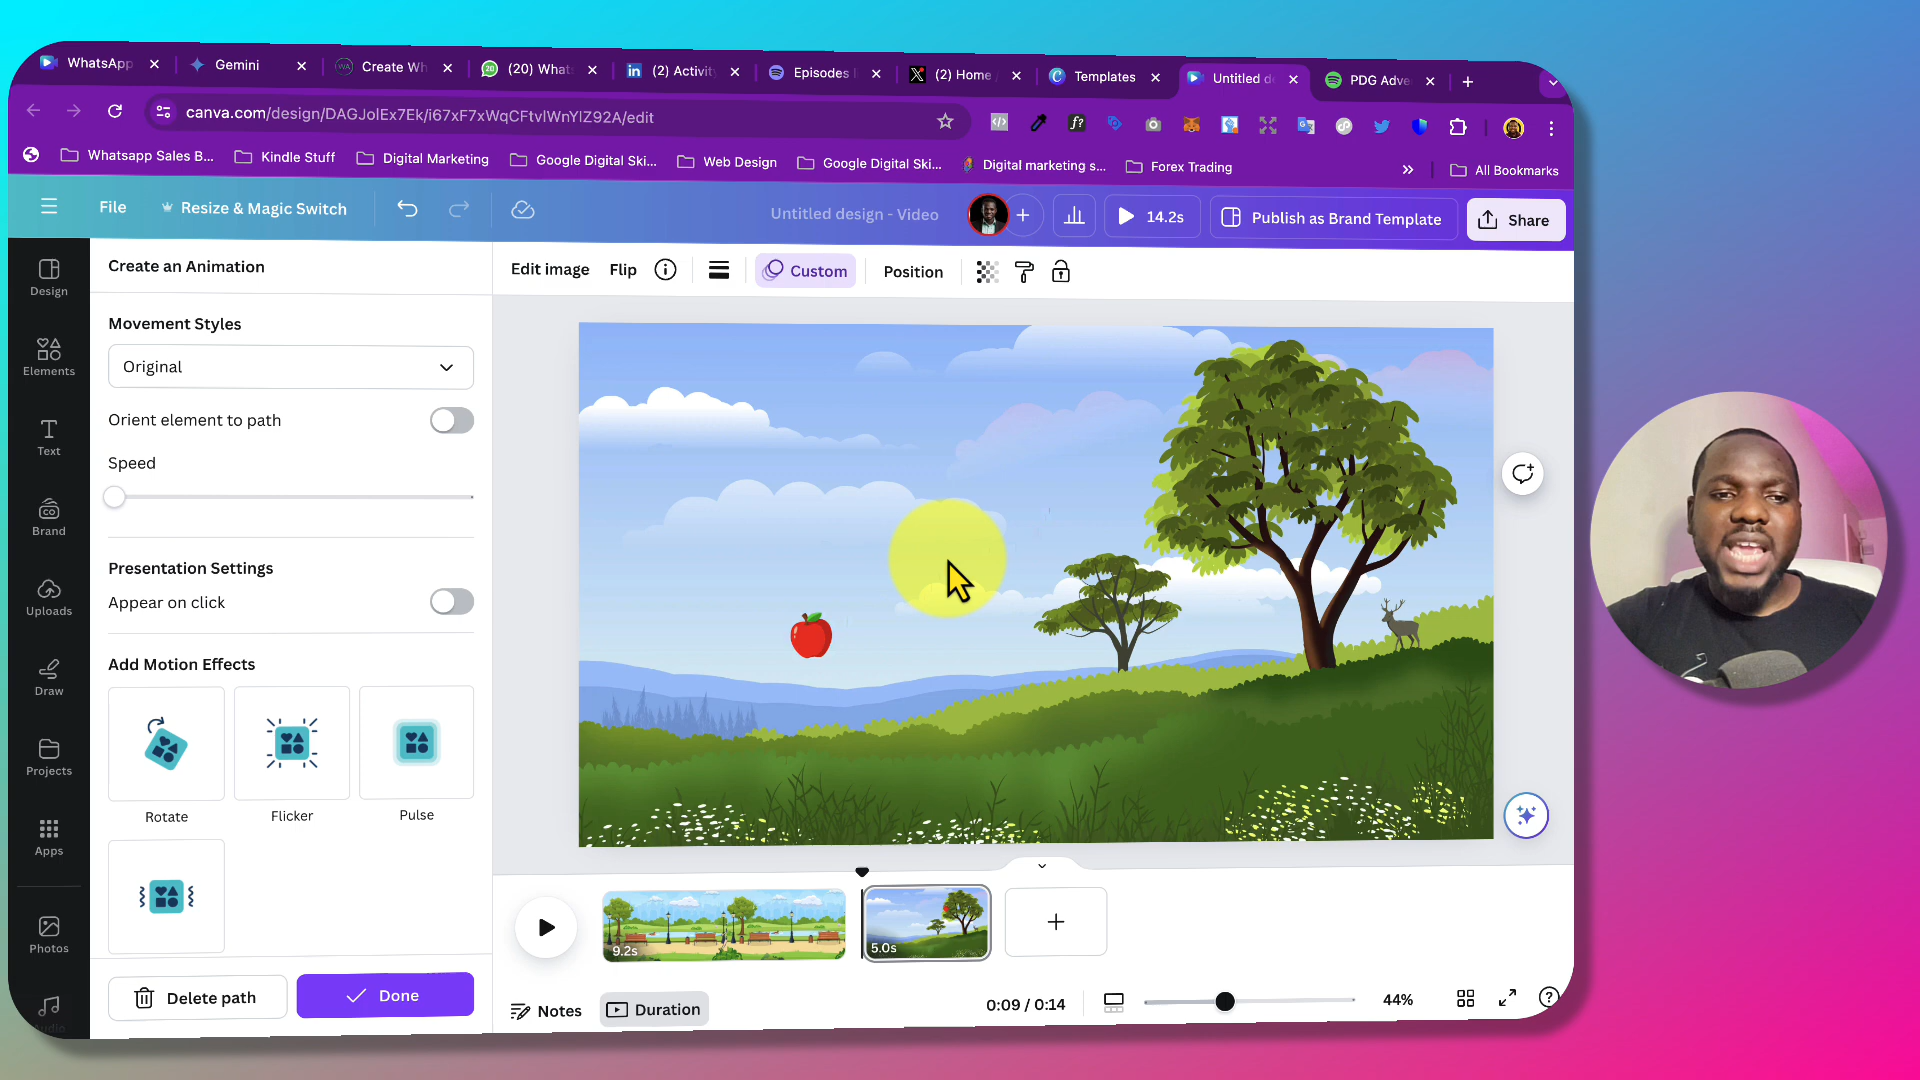 WhatsApp
Gemini
Create Wh
(20) What
(2) Activity
Episodes
(2) Home
Templates
Untitled d
PDG Adve
canva.com/design/DAGJolEx7Ek/i67xF7xWqCFtvIWnYlZ92A/edit
Whatsapp Sales B...
Kindle Stuff
Digital Marketing
Google Digital Ski...
Web Design
Google Digital Ski...
Digital marketing s...
Forex Trading
All Bookmarks
File
Resize & Magic Switch
Untitled design - Video
14.2s
Publish as Brand Template
Share
Design
Elements
Text
Brand
Uploads
Draw
Projects
Apps
Photos
Audio
Create an Animation
Movement Styles
Original
Orient element to path
Speed
Presentation Settings
Appear on click
Add Motion Effects
Rotate
Flicker
Pulse
Delete path
Done
Edit image
Flip
Custom
Position
9.2s
5.0s
Notes
Duration
0:09 / 0:14
44%